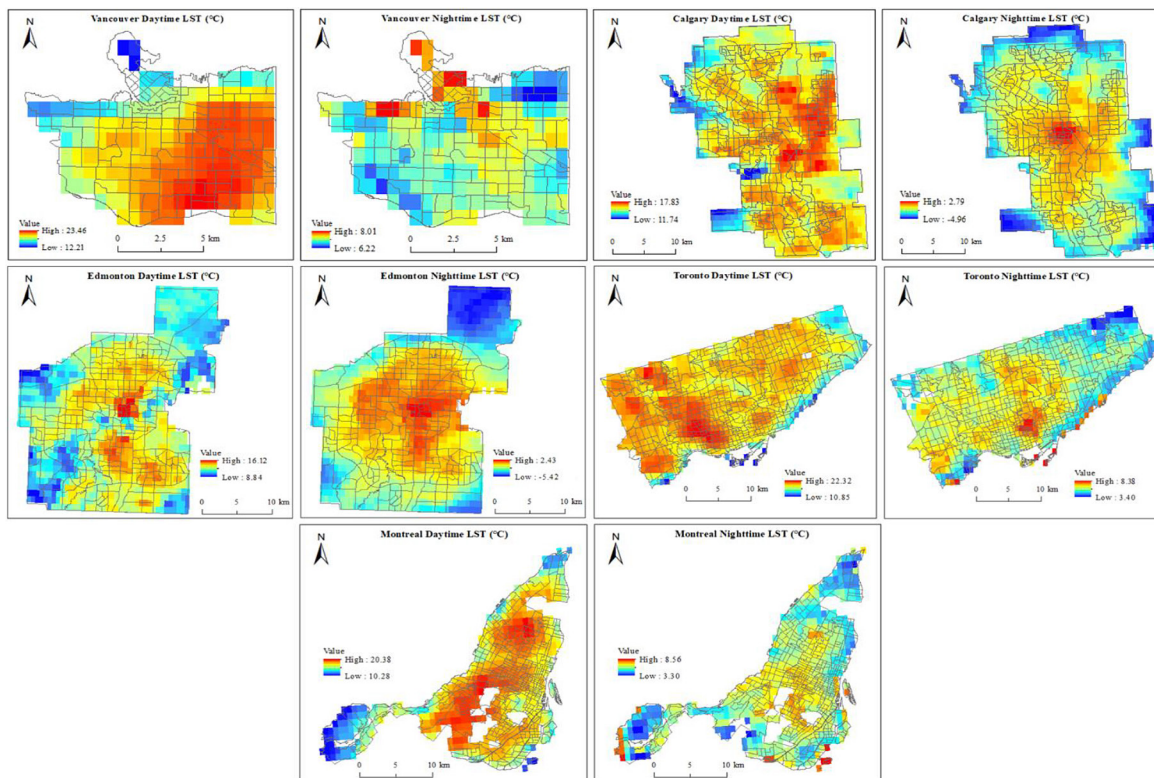 Vancouver Daytime LST (°C)
N
Value
High : 23.46
Low : 12.21
0 2.5 5 km
Vancouver Nighttime LST (°C)
N
Value
High : 8.01
Low : 6.22
0 2.5 5 km
Calgary Daytime LST (°C)
N
Value
High : 17.83
Low : 11.74
0 10 km
Calgary Nighttime LST (°C)
N
Value
High : 2.79
Low : -4.96
0 10 km
Edmonton Daytime LST (°C)
N
Value
High : 16.12
Low : 8.84
0 5 10 km
Edmonton Nighttime LST (°C)
N
Value
High : 2.43
Low : -5.42
0 5 10 km
Toronto Daytime LST (°C)
N
Value
High : 22.32
Low : 10.85
0 5 10 km
Toronto Nighttime LST (°C)
N
Value
High : 8.38
Low : 3.40
0 5 10 km
Montreal Daytime LST (°C)
N
Value
High : 20.38
Low : 10.28
0 5 10 km
Montreal Nighttime LST (°C)
N
Value
High : 8.56
Low : 3.30
0 5 10 km